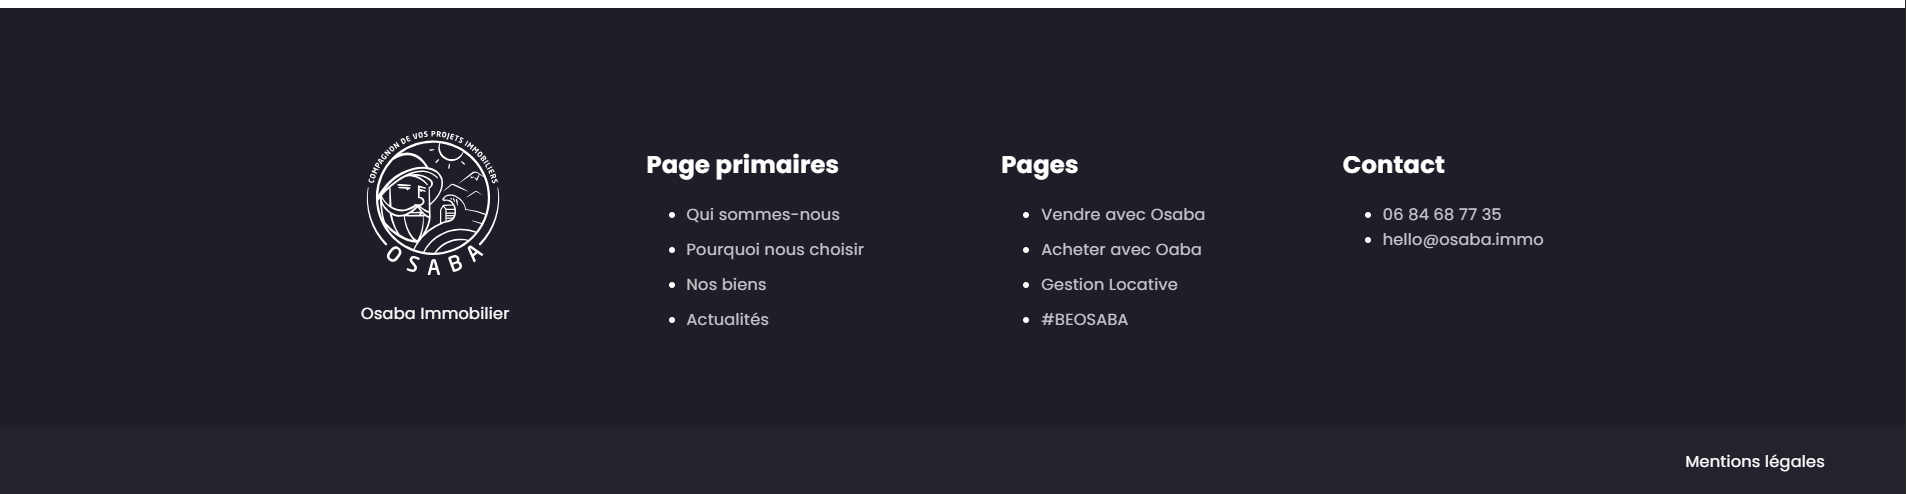 COMPAGNON DE VOS PROJETS IMMOBILIERS
OSABA
Osaba Immobilier
Page primaires
Qui sommes-nous
Pourquoi nous choisir
Nos biens
Actualités
Pages
Vendre avec Osaba
Acheter avec Oaba
Gestion Locative
#BEOSABA
Contact
06 84 68 77 35
hello@osaba.immo
Mentions légales